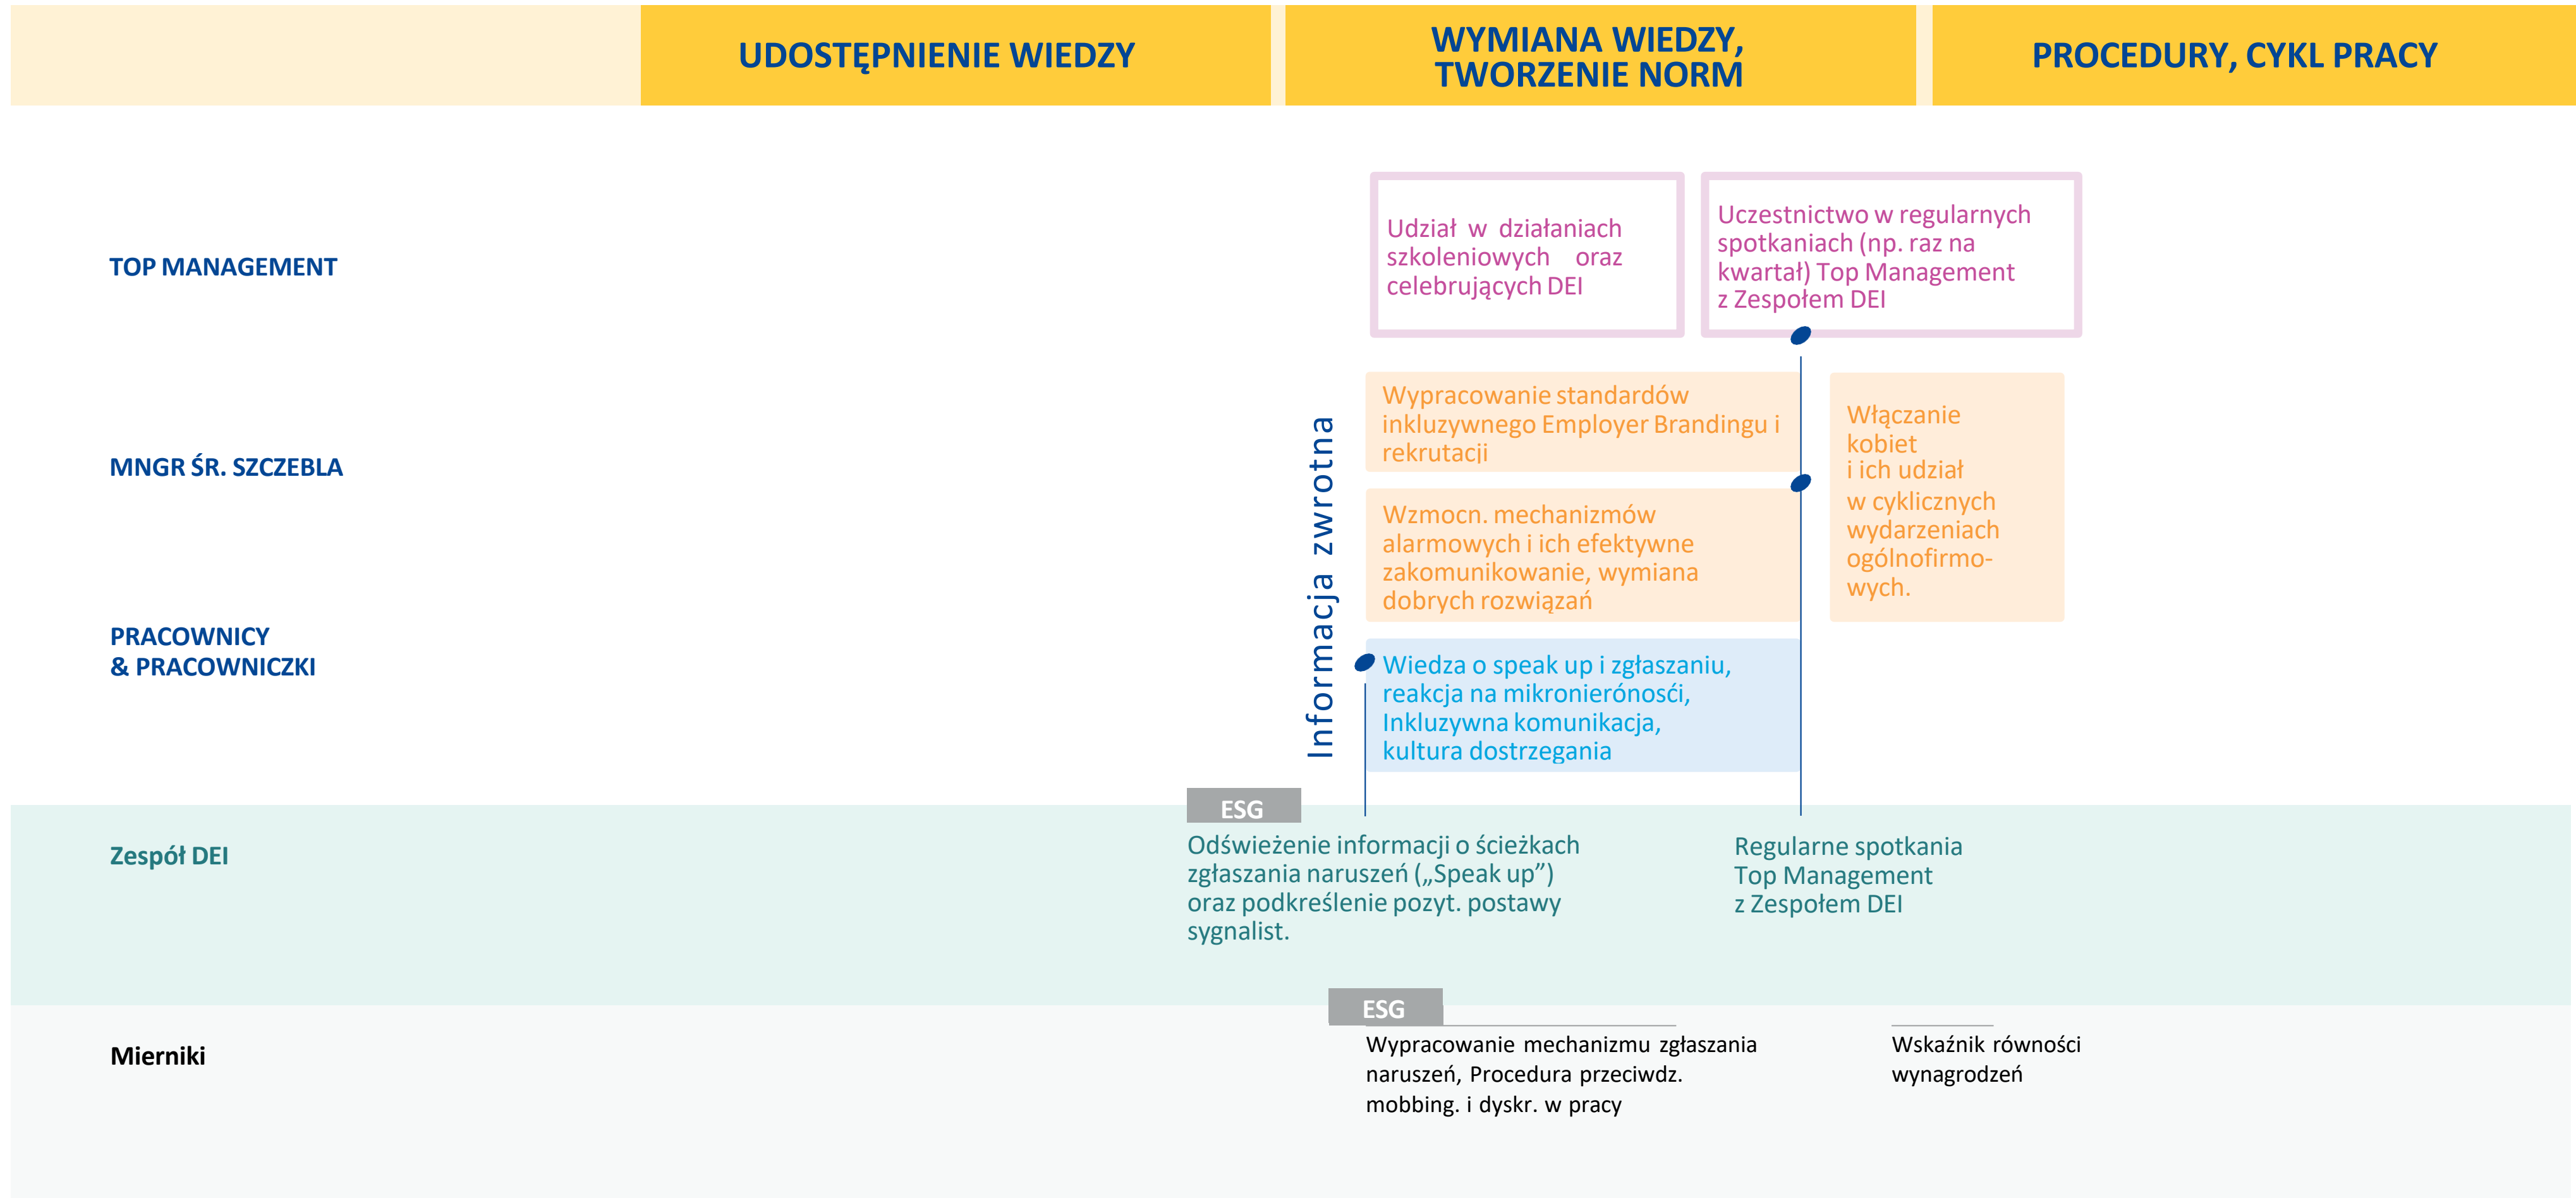 UDOSTĘPNIENIE WIEDZY
WYMIANA WIEDZY,
TWORZENIE NORM
PROCEDURY, CYKL PRACY
TOP MANAGEMENT
Udział w działaniach
szkoleniowych oraz
celebrujących DEI
Uczestnictwo w regularnych
spotkaniach (np. raz na
kwartał) Top Management
z Zespołem DEI
MNGR ŚR. SZCZEBLA
Informacja zwrotna
Wypracowanie standardów
inkluzywnego Employer Brandingu i
rekrutacji
Wzmocn. mechanizmów
alarmowych i ich efektywne
zakomunikowanie, wymiana
dobrych rozwiązań
Włączanie
kobiet
i ich udział
w cyklicznych
wydarzeniach
ogólnofirmo-
wych.
PRACOWNICY
& PRACOWNICZKI
Wiedza o speak up i zgłaszaniu,
reakcja na mikronierónosći,
Inkluzywna komunikacja,
kultura dostrzegania
Zespół DEI
ESG
Odświeżenie informacji o ścieżkach
zgłaszania naruszeń („Speak up”)
oraz podkreślenie pozyt. postawy
sygnalist.
Regularne spotkania
Top Management
z Zespołem DEI
Mierniki
ESG
Wypracowanie mechanizmu zgłaszania
naruszeń, Procedura przeciwdz.
mobbing. i dyskr. w pracy
Wskaźnik równości
wynagrodzeń